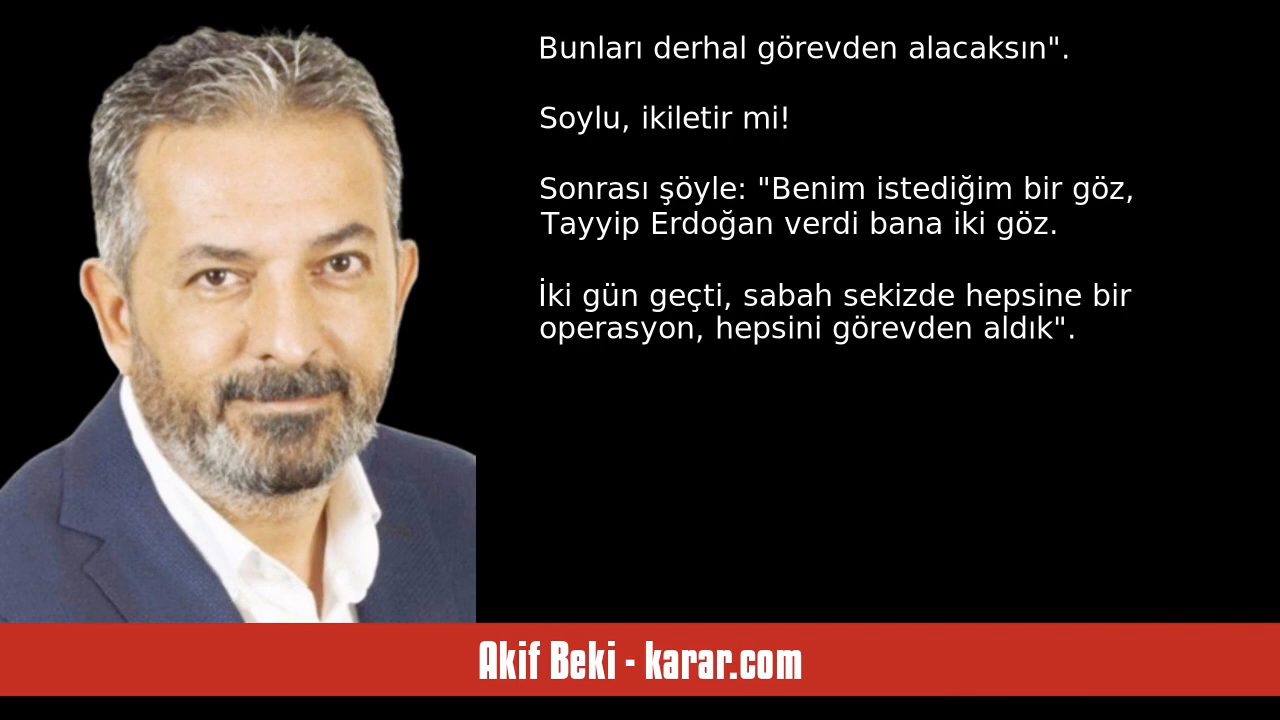 Bunları derhal görevden alacaksın".
Soylu, ikiletir mi!
Sonrası şöyle: "Benim istediğim bir göz,
Tayyip Erdoğan verdi bana iki göz.
İki gün geçti, sabah sekizde hepsine bir
operasyon, hepsini görevden aldık".
Akif Beki - karar.com